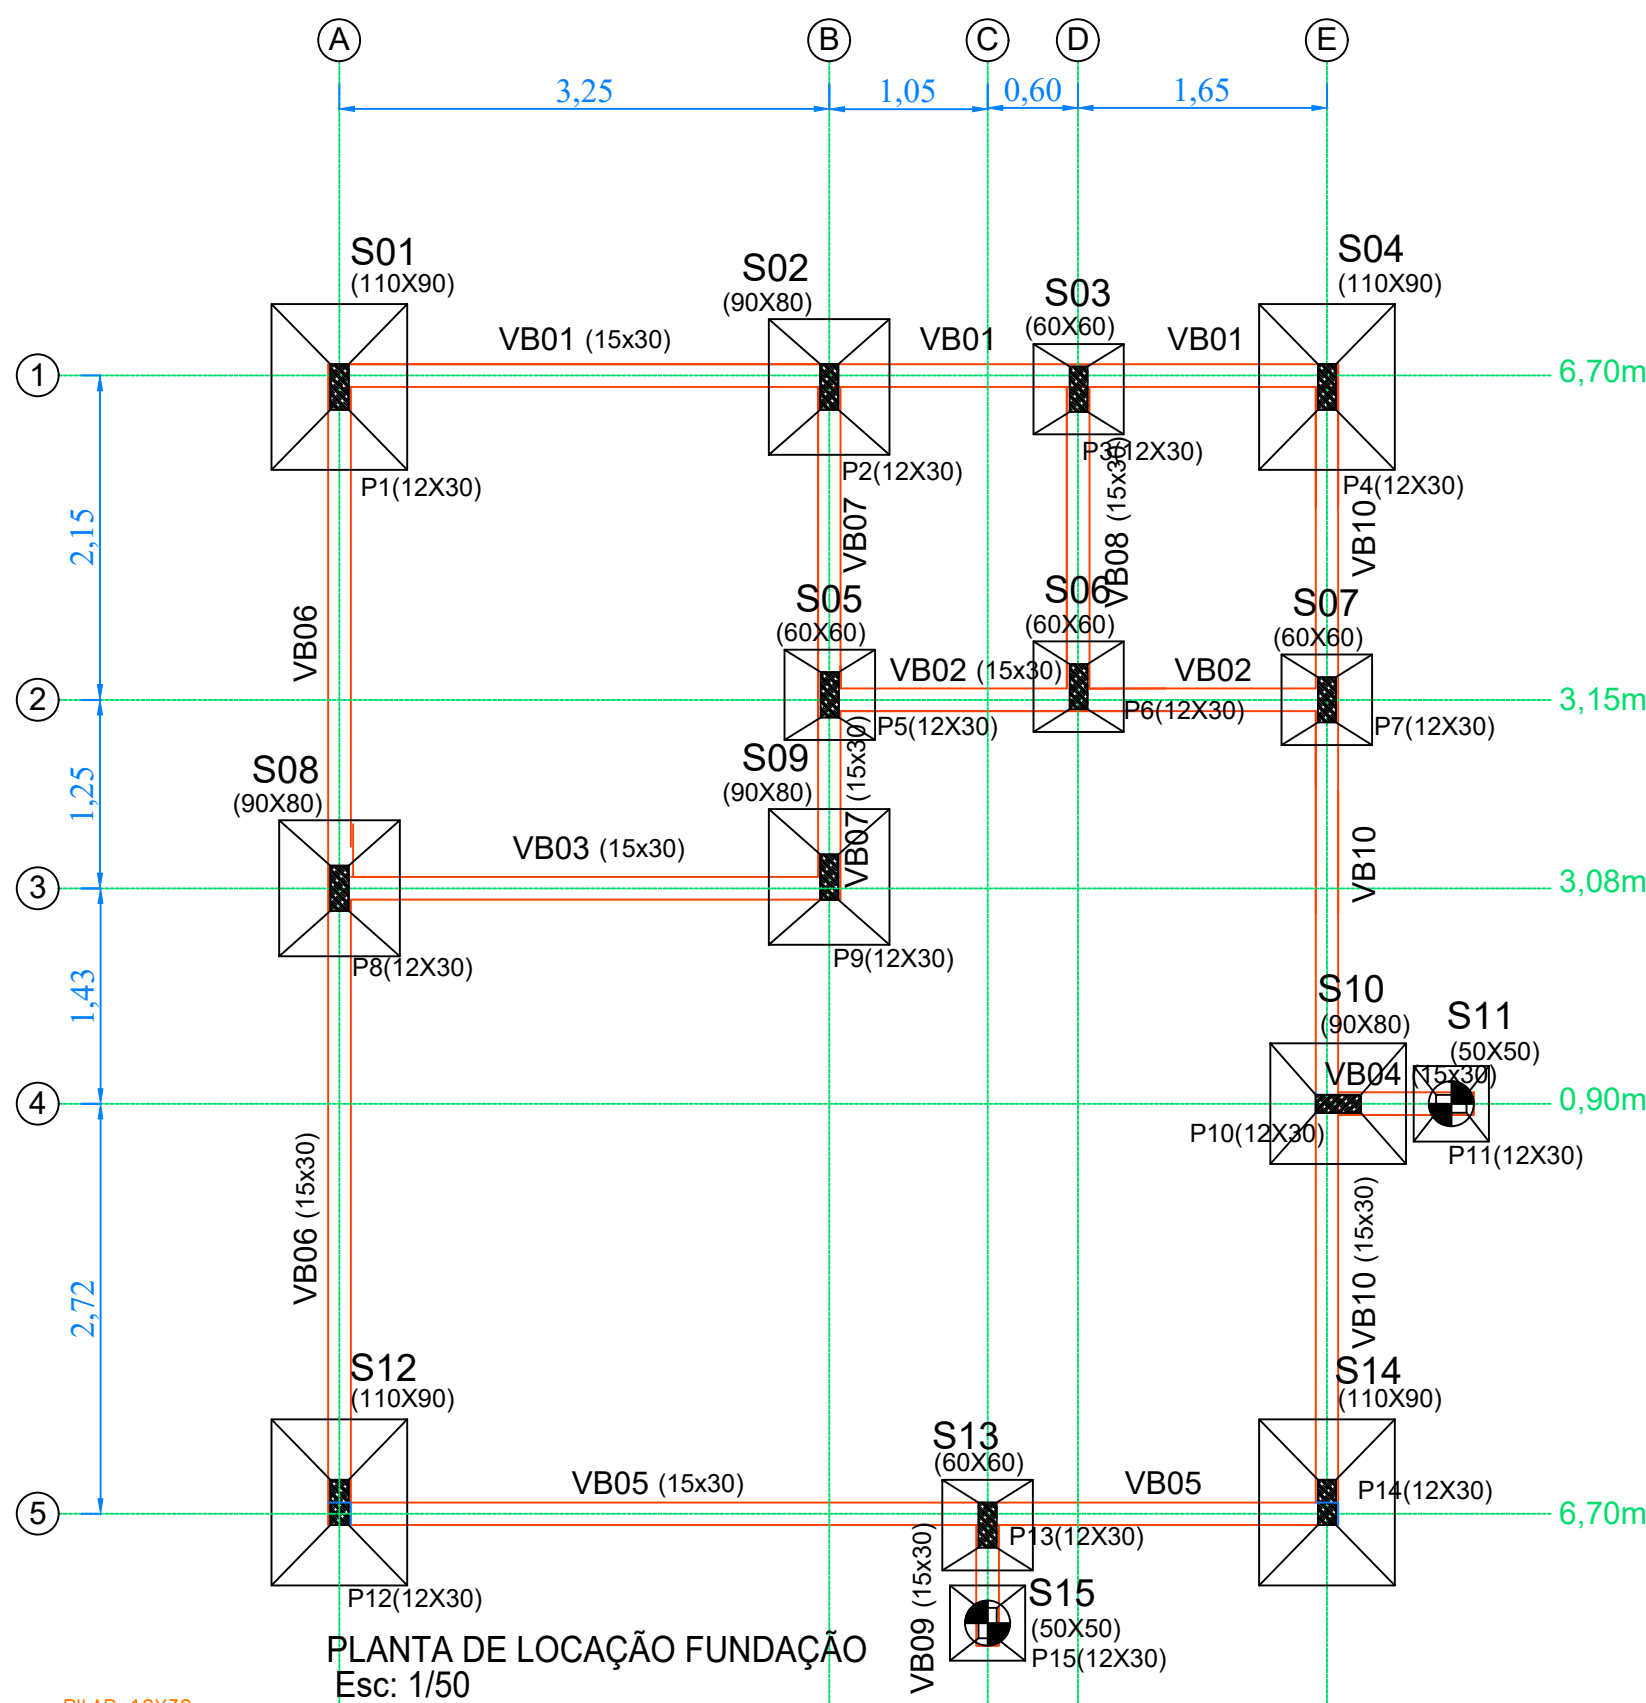 A
B
C
D
E
3,25
1,05
0,60
1,65
S01
(110X90)
S02
(90X80)
S03
(60X60)
S04
(110X90)
VB01 (15x30)
VB01
VB01
1
6,70m
P1(12X30)
P2(12X30)
P3(12X30)
P4(12X30)
2,15
VB06
VB07
VB08 (15x30)
VB10
S05
(60X60)
S06
(60X60)
S07
(60X60)
VB02 (15x30)
VB02
2
3,15m
P5(12X30)
P6(12X30)
P7(12X30)
1,25
S08
(90X80)
S09
(90X80)
VB07 (15x30)
VB03 (15x30)
VB10
3
3,08m
P8(12X30)
P9(12X30)
1,43
S10
(90X80)
S11
(50X50)
VB04 (15x30)
4
0,90m
P10(12X30)
P11(12X30)
VB06 (15x30)
VB10 (15x30)
2,72
S12
(110X90)
S13
(60X60)
S14
(110X90)
VB05 (15x30)
VB05
P14(12X30)
5
6,70m
P13(12X30)
P12(12X30)
VB09 (15x30)
S15
(50X50)
P15(12X30)
PLANTA DE LOCAÇÃO FUNDAÇÃO
Esc: 1/50